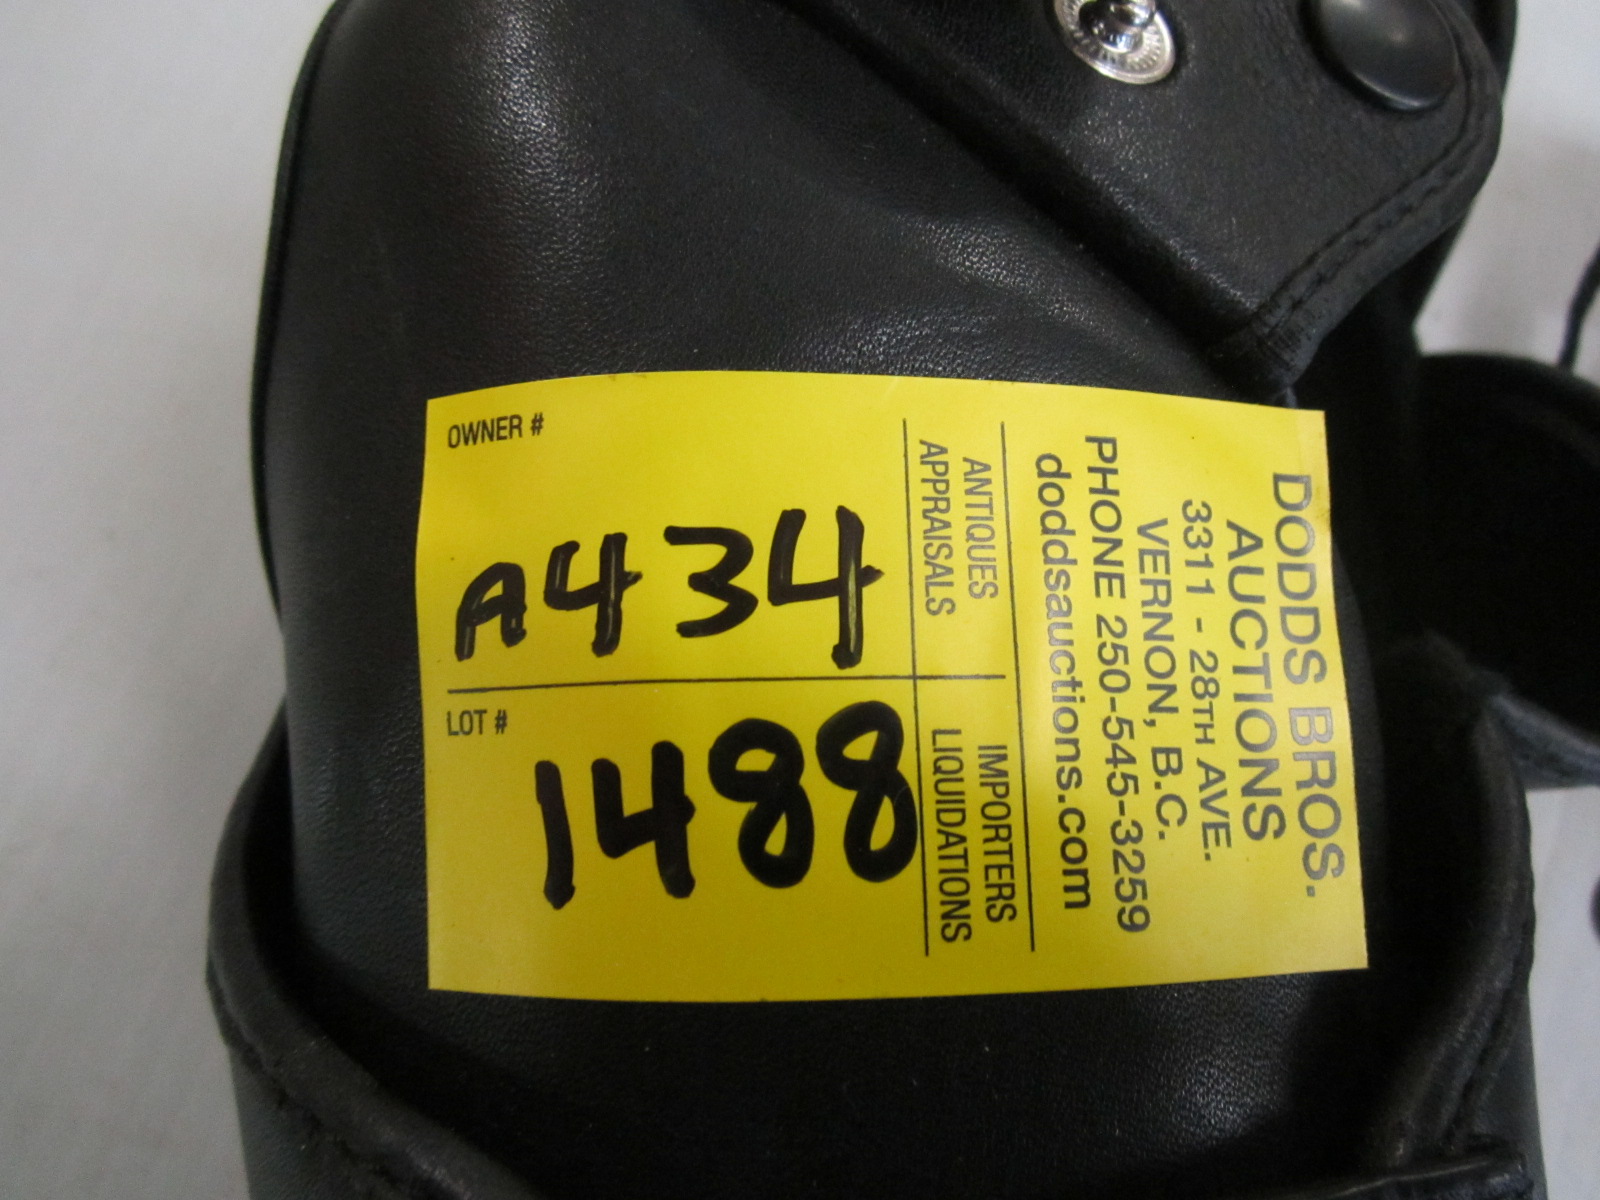 OWNER #
A434
LOT #
1488
DODDS BROS.
AUCTIONS
3311 - 28TH AVE.
VERNON, B.C.
PHONE 250-545-3259
doddsauctions.com
ANTIQUES IMPORTERS
APPRAISALS LIQUIDATIONS